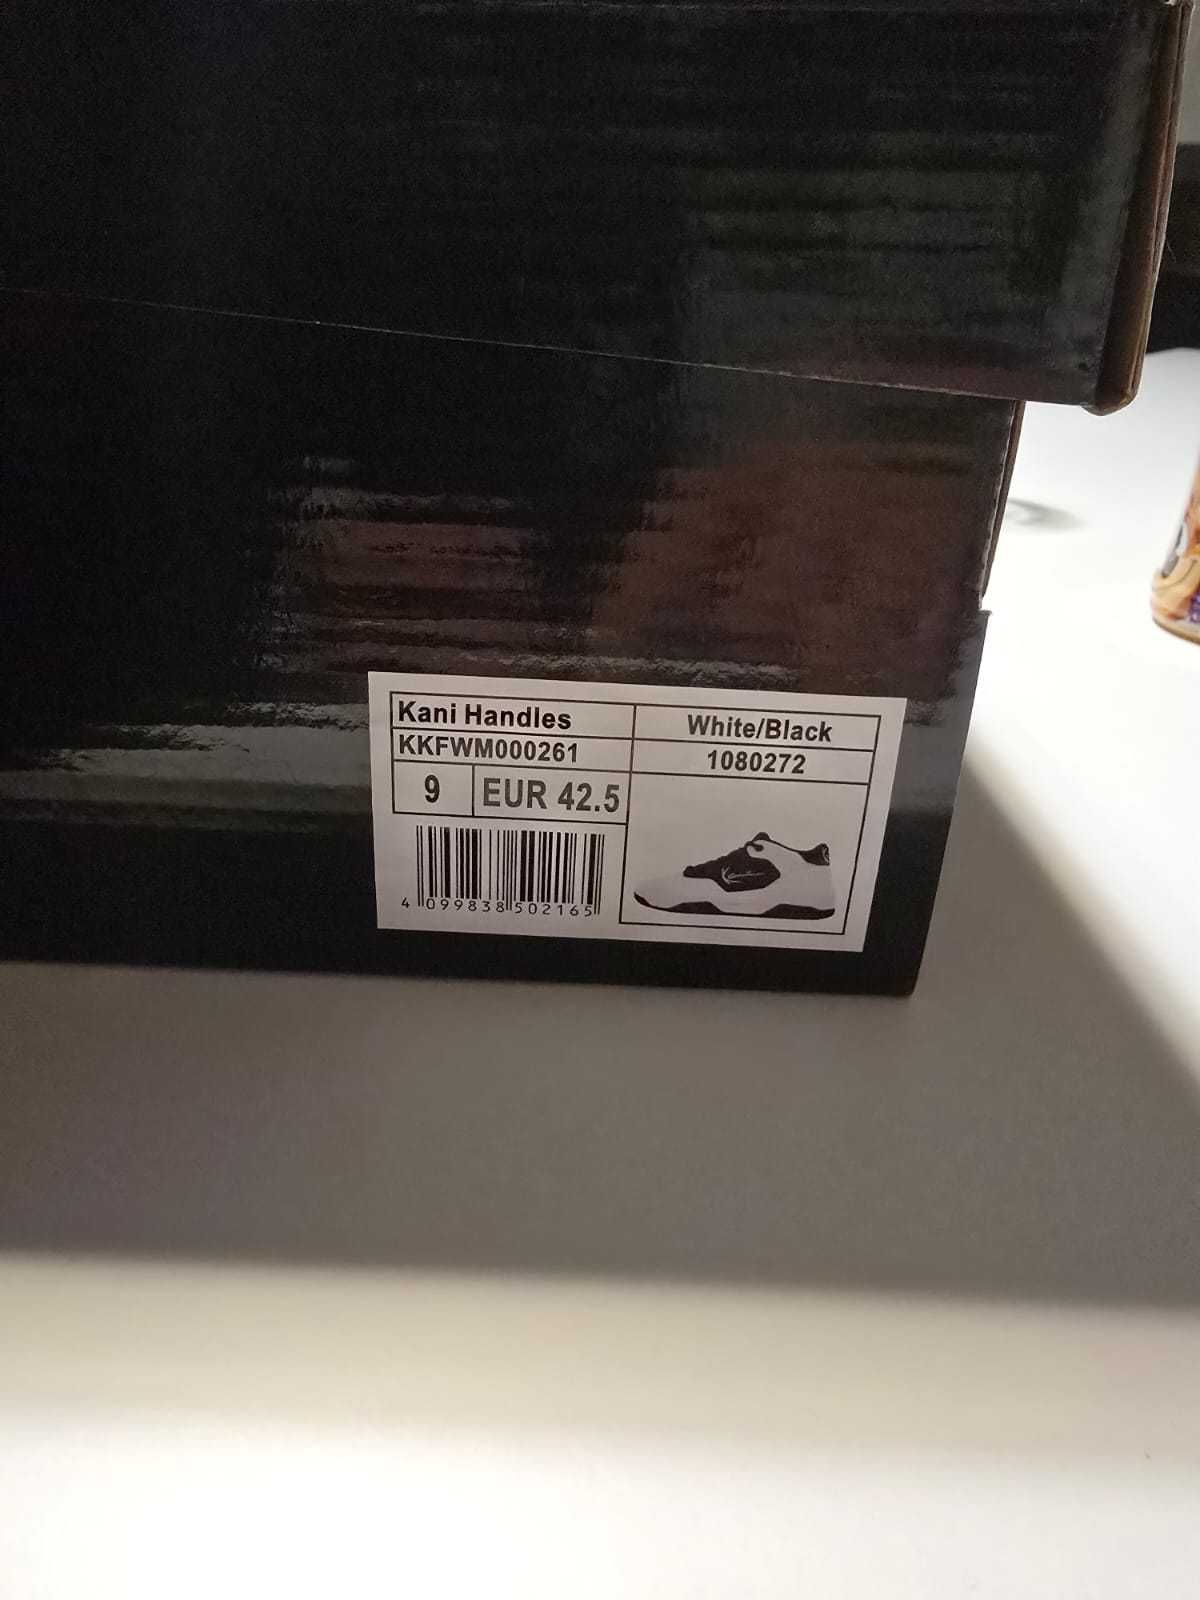 Kani Handles
White/Black
KKFWM000261
1080272
9
EUR 42.5
4 099838 502165